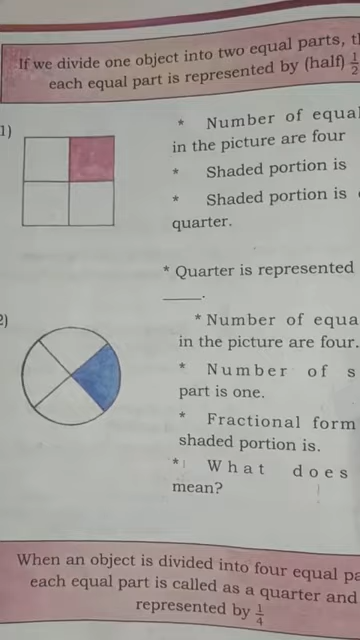 If we divide one object into two equal parts,
each equal part is represented by (half) 1/2
1)
* Number of equal
in the picture are four
* Shaded portion is
* Shaded portion is
quarter.
* Quarter is represented
____.
2)
* Number of equa
in the picture are four.
* Number of s
part is one.
* Fractional form
shaded portion is.
* What does
mean?
When an object is divided into four equal pa
each equal part is called as a quarter and
represented by 1/4